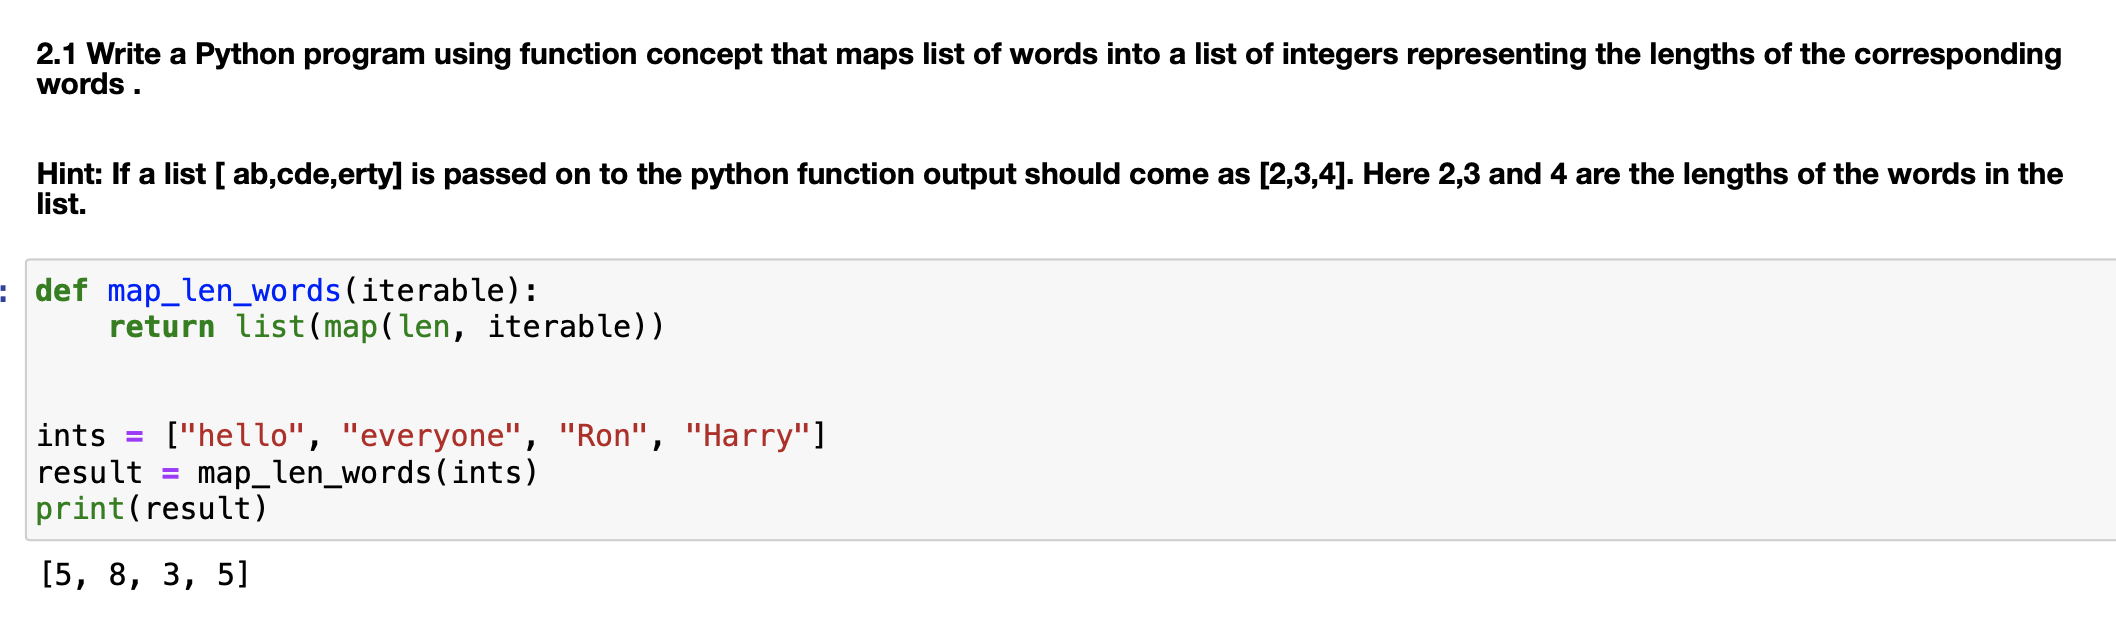 2.1 Write a Python program using function concept that maps list of words into a list of integers representing the lengths of the corresponding
words .
Hint: If a list [ ab,cde,erty] is passed on to the python function output should come as [2,3,4]. Here 2,3 and 4 are the lengths of the words in the
list.
: def map_len_words(iterable):
    return list(map(len, iterable))
ints = ["hello", "everyone", "Ron", "Harry"]
result = map_len_words(ints)
print(result)
[5, 8, 3, 5]